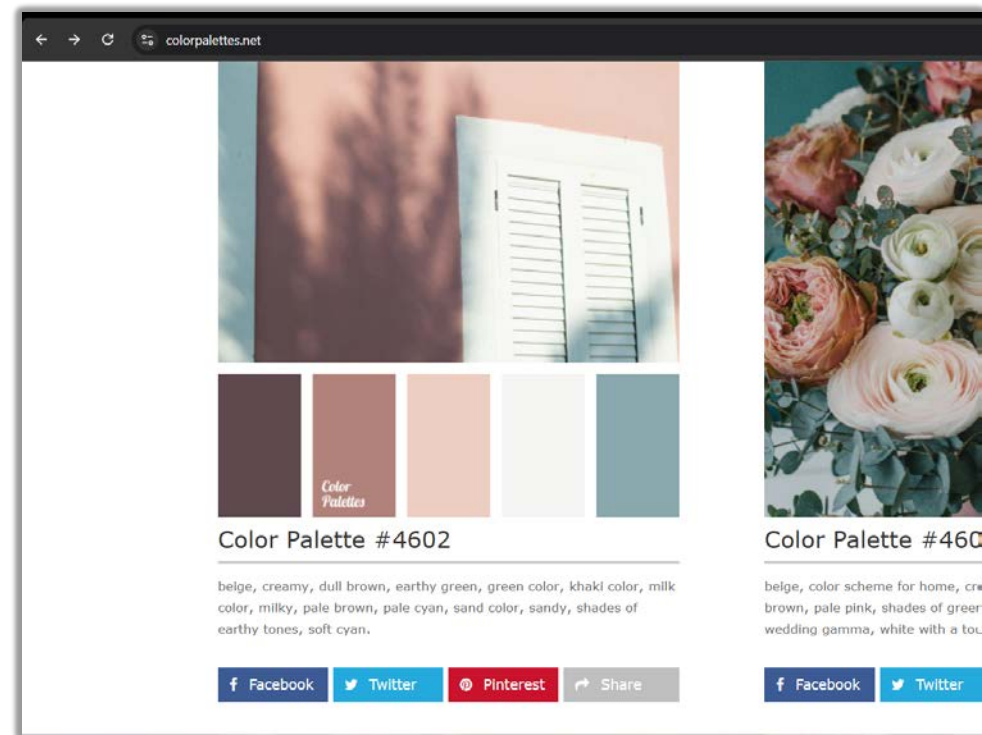 colorpalettes.net
Color
Palettes
Color Palette #4602
beige, creamy, dull brown, earthy green, green color, khaki color, milk
color, milky, pale brown, pale cyan, sand color, sandy, shades of
earthy tones, soft cyan.
Facebook
Twitter
Pinterest
Share
Color Palette #460
beige, color scheme for home,
brown, pale pink, shades of
wedding gamma, white with a
Facebook
Twitter